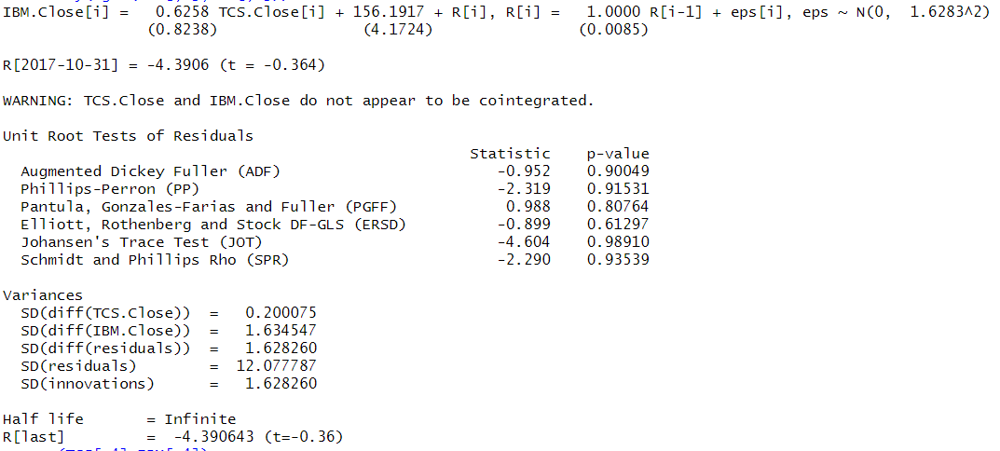 IBM.Close[i] =   0.6258 TCS.Close[i] + 156.1917 + R[i], R[i] =   1.0000 R[i-1] + eps[i], eps ~ N(0,  1.6283^2)
(0.8238)                (4.1724)                (0.0085)
R[2017-10-31] = -4.3906 (t = -0.364)
WARNING: TCS.Close and IBM.Close do not appear to be cointegrated.
Unit Root Tests of Residuals
Statistic    p-value
Augmented Dickey Fuller (ADF)                        -0.952    0.90049
Phillips-Perron (PP)                                 -2.319    0.91531
Pantula, Gonzales-Farias and Fuller (PGFF)            0.988    0.80764
Elliott, Rothenberg and Stock DF-GLS (ERSD)          -0.899    0.61297
Johansen's Trace Test (JOT)                          -4.604    0.98910
Schmidt and Phillips Rho (SPR)                       -2.290    0.93539
Variances
SD(diff(TCS.Close))  =   0.200075
SD(diff(IBM.Close))  =   1.634547
SD(diff(residuals))  =   1.628260
SD(residuals)        =  12.077787
SD(innovations)      =   1.628260
Half life       = Infinite
R[last]         =  -4.390643 (t=-0.36)